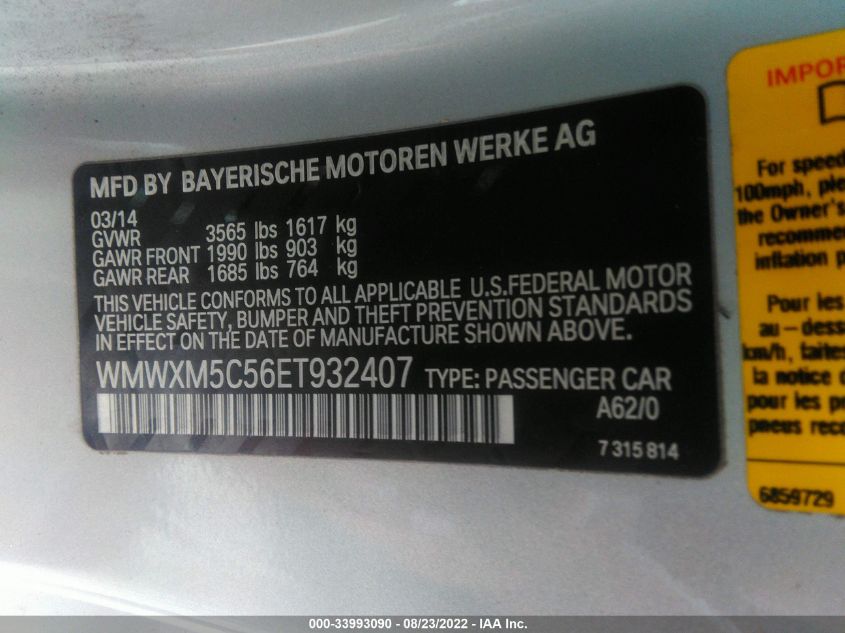 MFD BY BAYERISCHE MOTOREN WERKE AG
03/14
GVWR 3565 lbs 1617 kg
GAWR FRONT 1990 lbs 903 kg
GAWR REAR 1685 lbs 764 kg
THIS VEHICLE CONFORMS TO ALL APPLICABLE U.S.FEDERAL MOTOR
VEHICLE SAFETY, BUMPER AND THEFT PREVENTION STANDARDS
IN EFFECT ON THE DATE OF MANUFACTURE SHOWN ABOVE.
WMWXM5C56ET932407 TYPE: PASSENGER CAR
A62/0
7 315 814
For speed
100mph, ple
the Owner's
recomme
inflation p
Pour les
au-dess
km/h, faites
la notice
pour les p
pneus rec
6859729
000-33993090 - 08/23/2022 - IAA Inc.